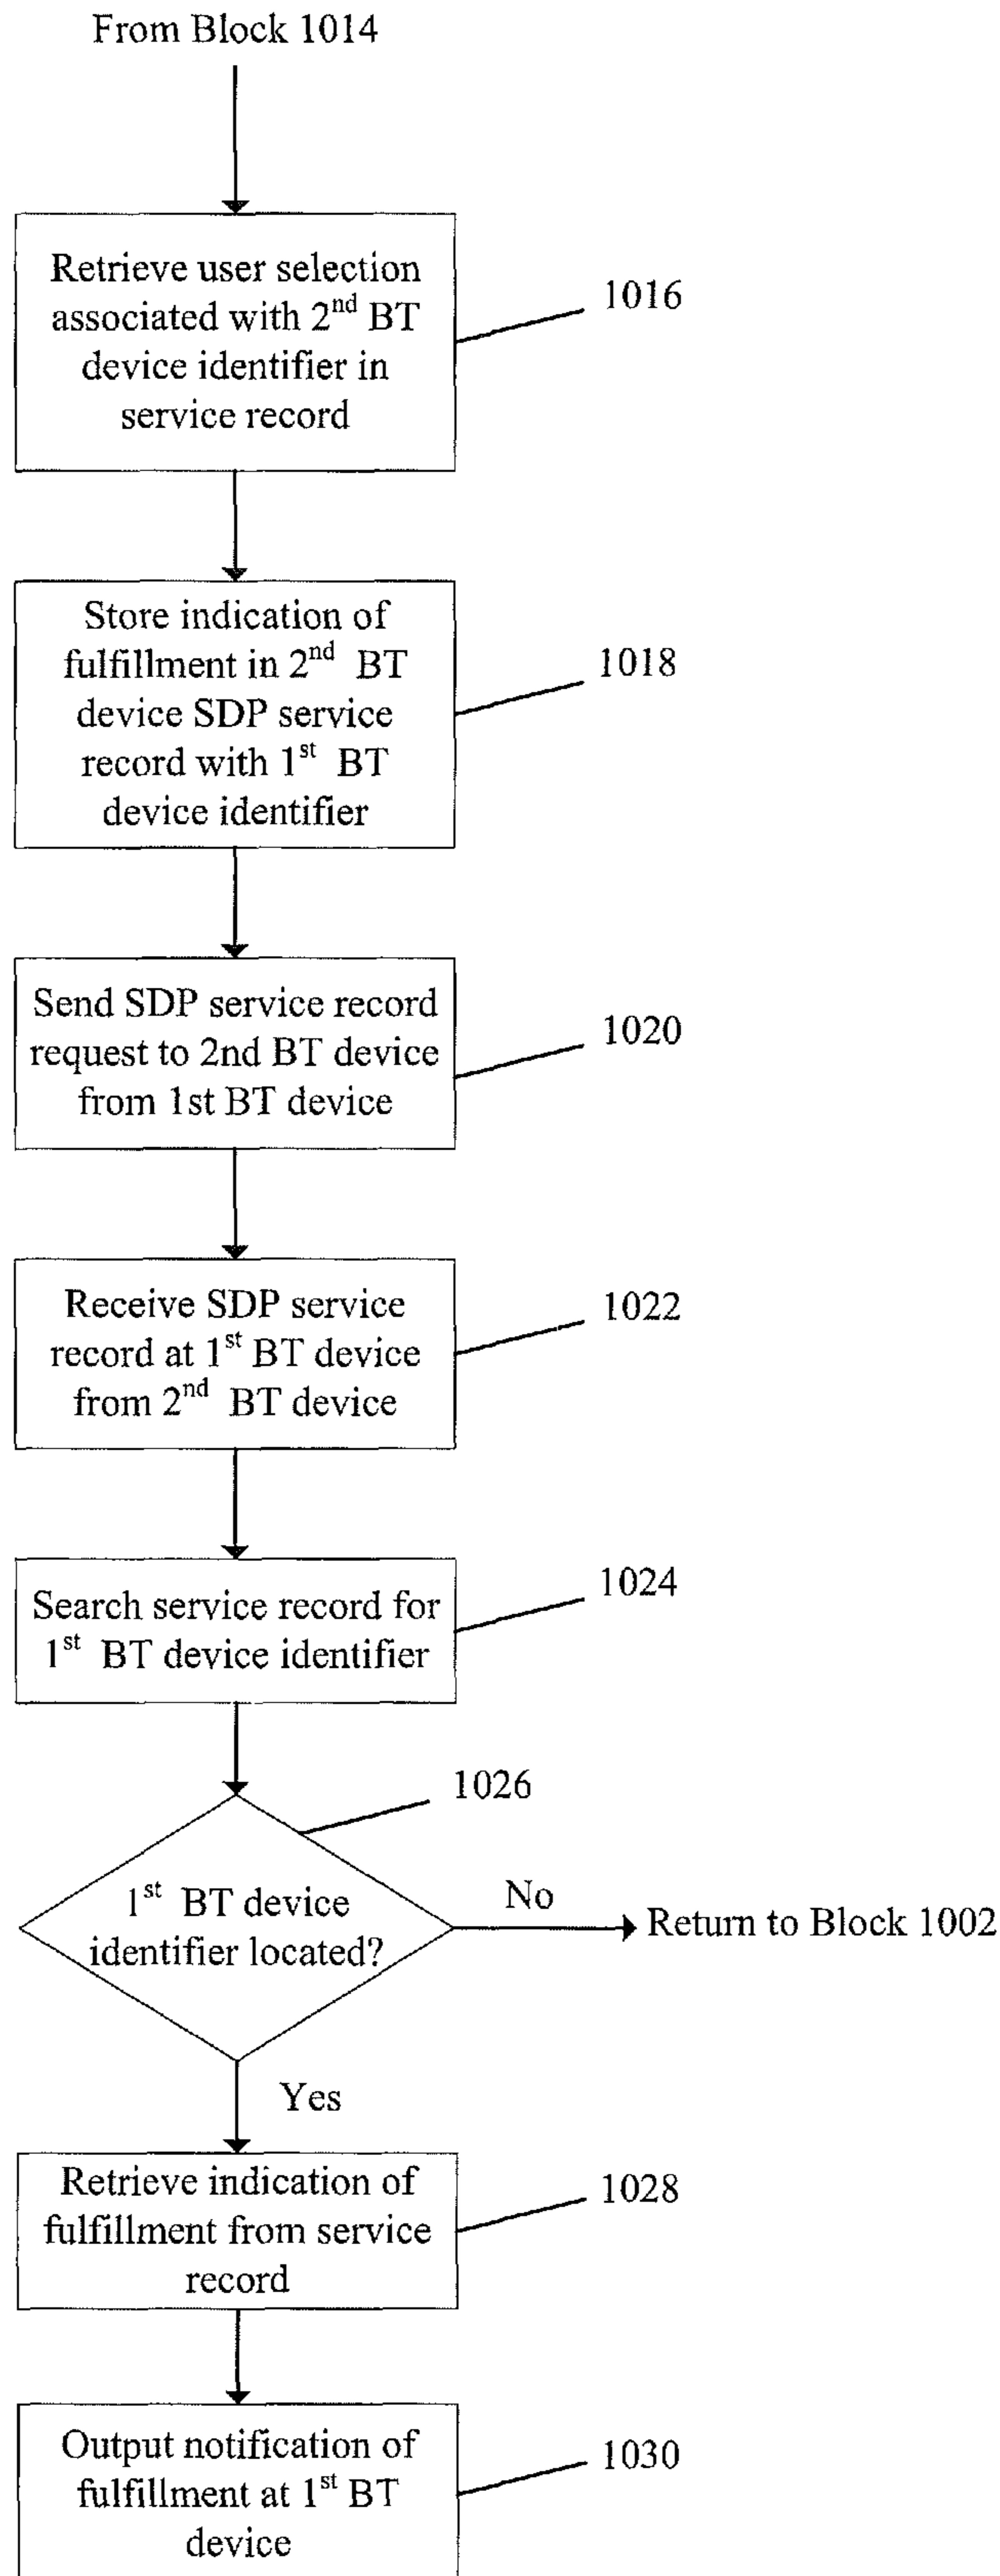 From Block 1014
Retrieve user selection
associated with 2nd BT
device identifier in
service record
1016
Store indication of
fulfillment in 2nd BT
device SDP service
record with 1st BT
device identifier
1018
Send SDP service record
request to 2nd BT device
from 1st BT device
1020
Receive SDP service
record at 1st BT device
from 2nd BT device
1022
Search service record for
1st BT device identifier
1024
1026
1st BT device
identifier located?
No
Return to Block 1002
Yes
Retrieve indication of
fulfillment from service
record
1028
Output notification of
fulfillment at 1st BT
device
1030